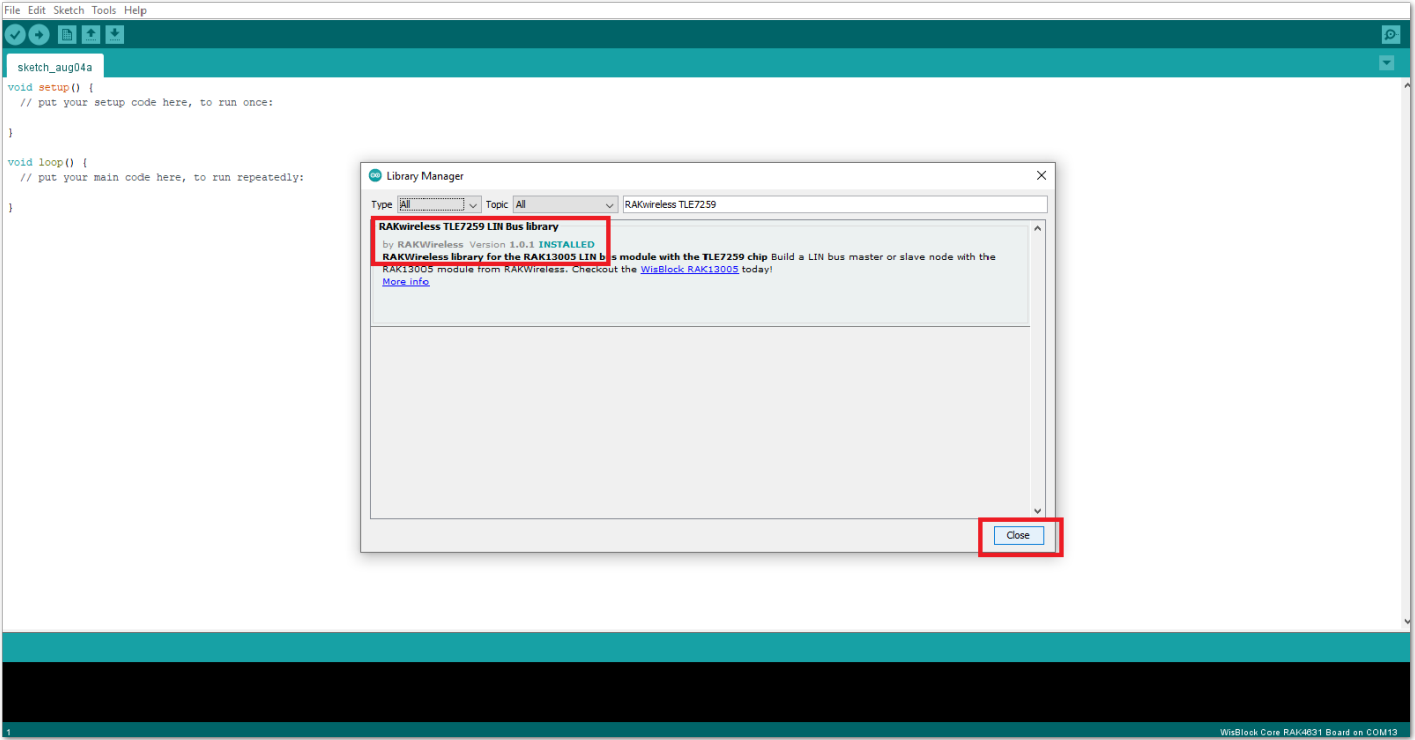 File Edit Sketch Tools Help
sketch_aug04a
void setup() {
// put your setup code here, to run once:
}
void loop() {
// put your main code here, to run repeatedly:
}
Library Manager
Type All Topic All RAKwireless TLE7259
RAKwireless TLE7259 LIN Bus library
by RAKWireless Version 1.0.1 INSTALLED
RAKWireless library for the RAK13005 LIN bus module with the TLE7259 chip Build a LIN bus master or slave node with the
RAK13005 module from RAKWireless. Checkout the WisBlock RAK13005 today!
More info
Close
1 WisBlock Core RAK4631 Board on COM13